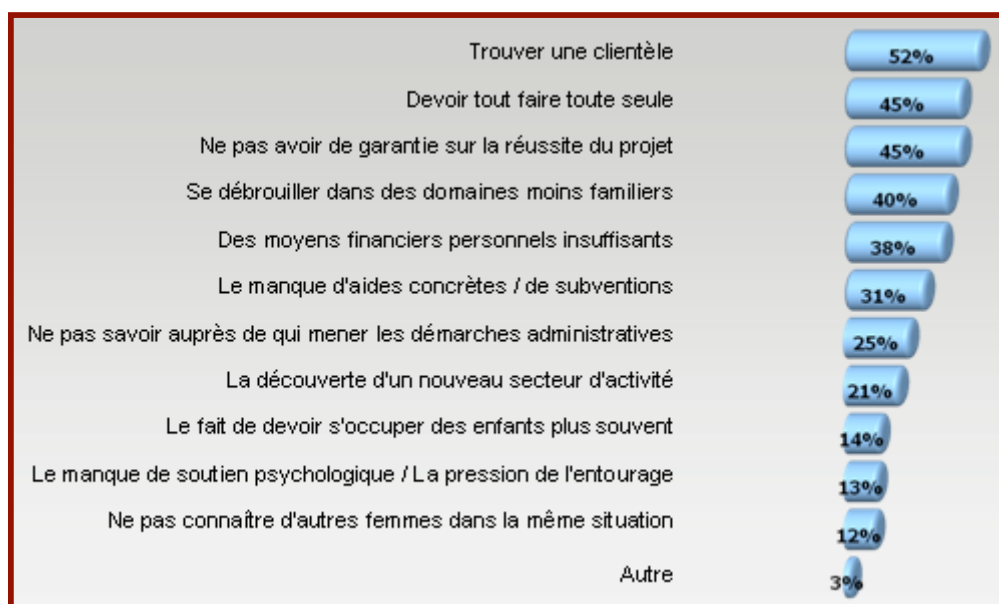 Trouver une clientèle 52%
Devoir tout faire toute seule 45%
Ne pas avoir de garantie sur la réussite du projet 45%
Se débrouiller dans des domaines moins familiers 40%
Des moyens financiers personnels insuffisants 38%
Le manque d'aides concrètes / de subventions 31%
Ne pas savoir auprès de qui mener les démarches administratives 25%
La découverte d'un nouveau secteur d'activité 21%
Le fait de devoir s'occuper des enfants plus souvent 14%
Le manque de soutien psychologique / La pression de l'entourage 13%
Ne pas connaître d'autres femmes dans la même situation 12%
Autre 3%